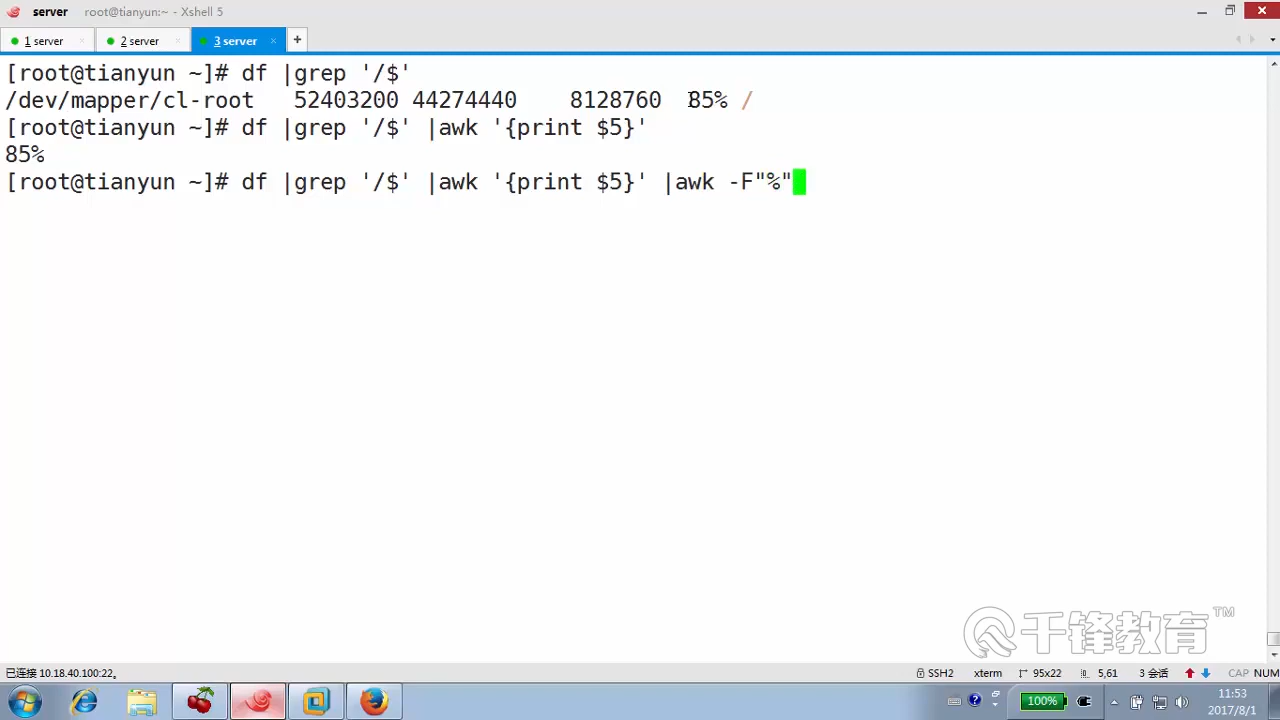 server root@tianyun:~ - Xshell 5
1 server × 2 server × 3 server × +
[root@tianyun ~]# df |grep '/$'
/dev/mapper/cl-root   52403200 44274440    8128760  85% /
[root@tianyun ~]# df |grep '/$' |awk '{print $5}'
85%
[root@tianyun ~]# df |grep '/$' |awk '{print $5}' |awk -F"%"
千锋教育™
已连接 10.18.40.100:22。 SSH2 xterm 95x22 5,61 3 会话 CAP NUM
100% 11:53
2017/8/1